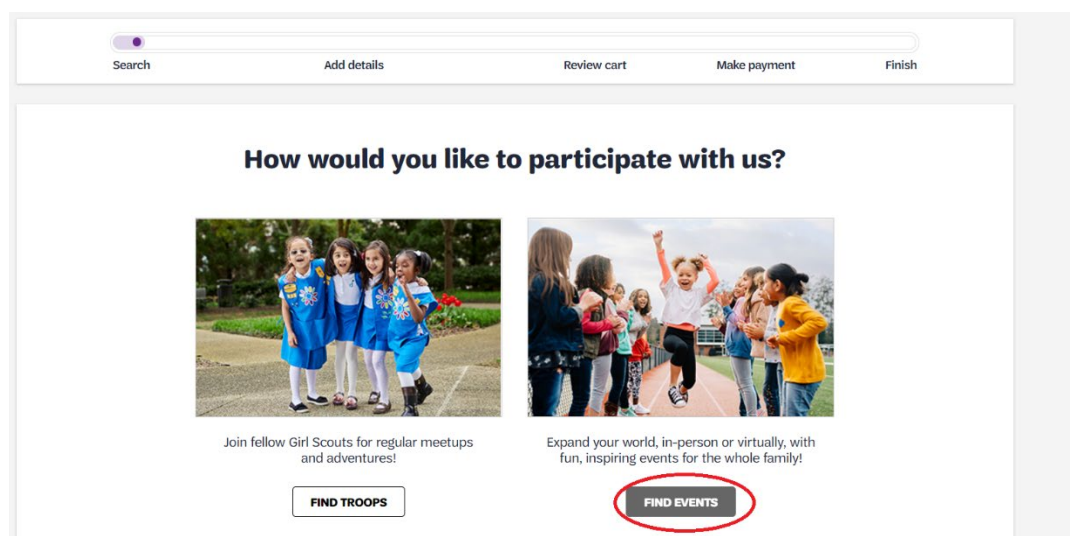 Search Add details Review cart Make payment Finish
How would you like to participate with us?
Join fellow Girl Scouts for regular meetups
and adventures!
FIND TROOPS
Expand your world, in-person or virtually, with
fun, inspiring events for the whole family!
FIND EVENTS